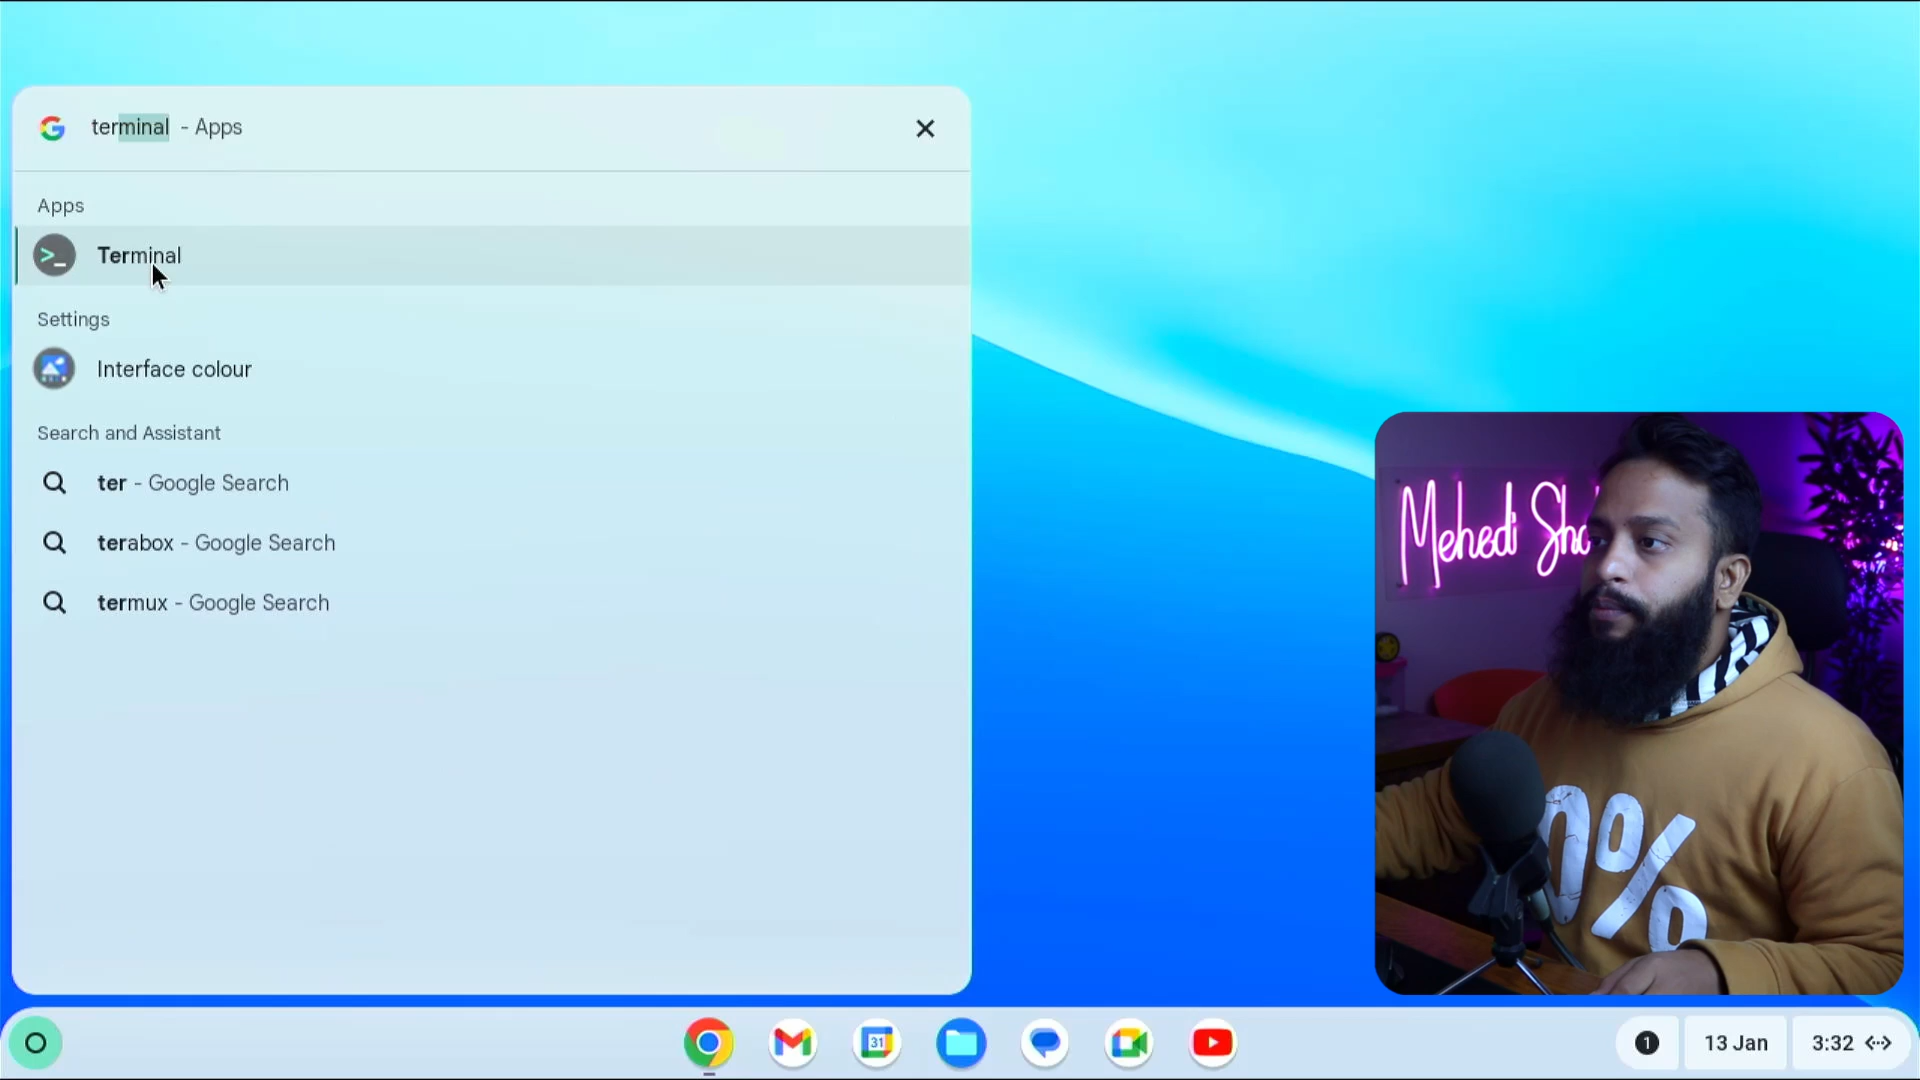 terminal - Apps
Apps
>_ Terminal
Settings
Interface colour
Search and Assistant
ter - Google Search
terabox - Google Search
termux - Google Search
Mehedi
0%
31
1
13 Jan
3:32